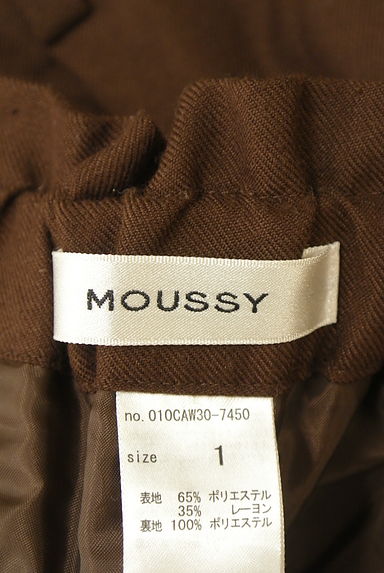 MOUSSY
no. 010CAW30-7450
size 1
表地 65% ポリエステル
35% レーヨン
裏地 100% ポリエステル